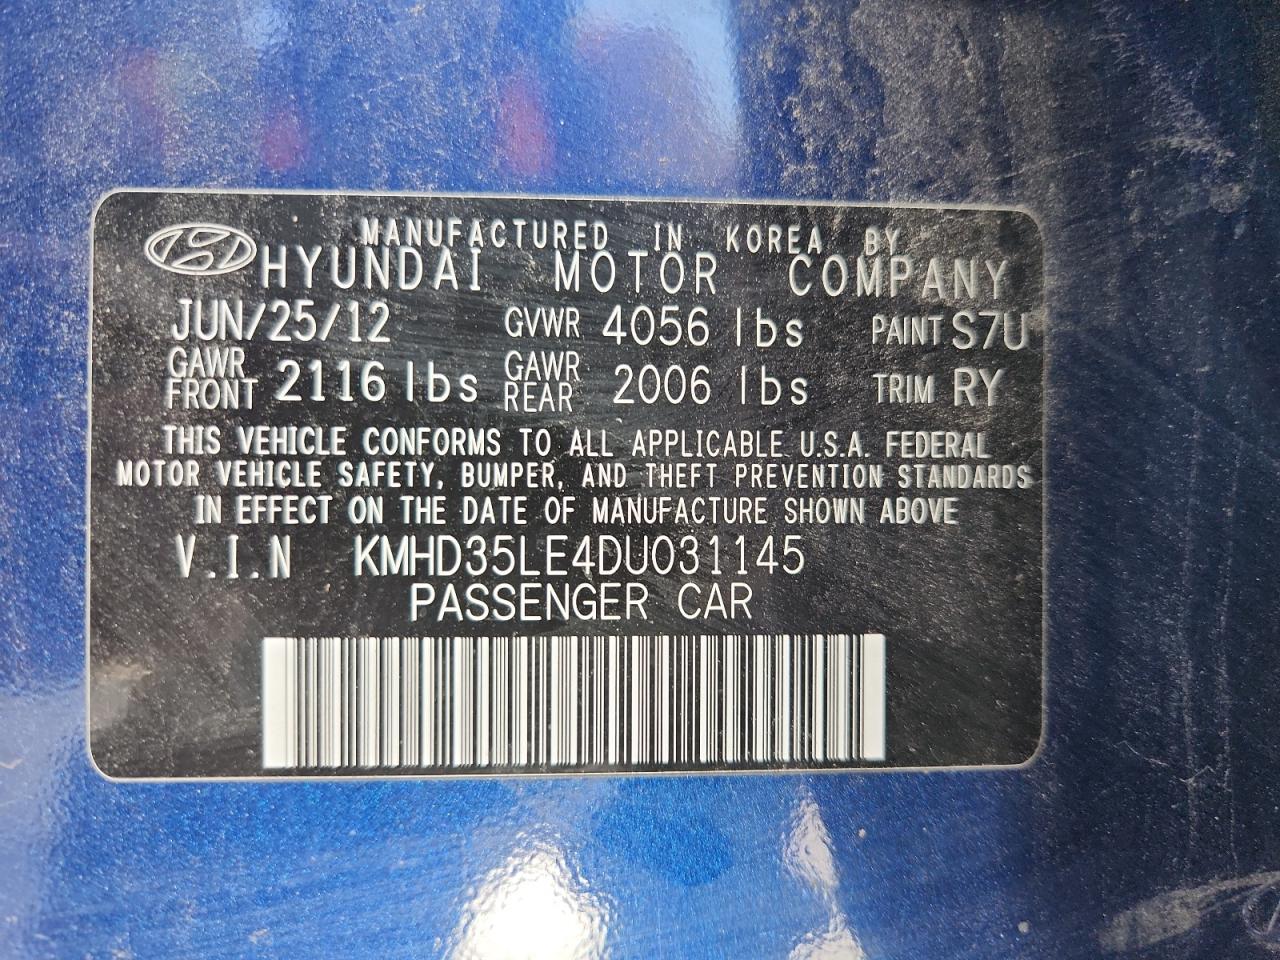 MANUFACTURED IN KOREA BY
HYUNDAI MOTOR COMPANY
JUN/25/12 GVWR 4056 lbs PAINT S7U
GAWR FRONT 2116 lbs GAWR REAR 2006 lbs TRIM RY
THIS VEHICLE CONFORMS TO ALL APPLICABLE U.S.A. FEDERAL
MOTOR VEHICLE SAFETY, BUMPER, AND THEFT PREVENTION STANDARDS
IN EFFECT ON THE DATE OF MANUFACTURE SHOWN ABOVE
V.I.N KMHD35LE4DU031145
PASSENGER CAR